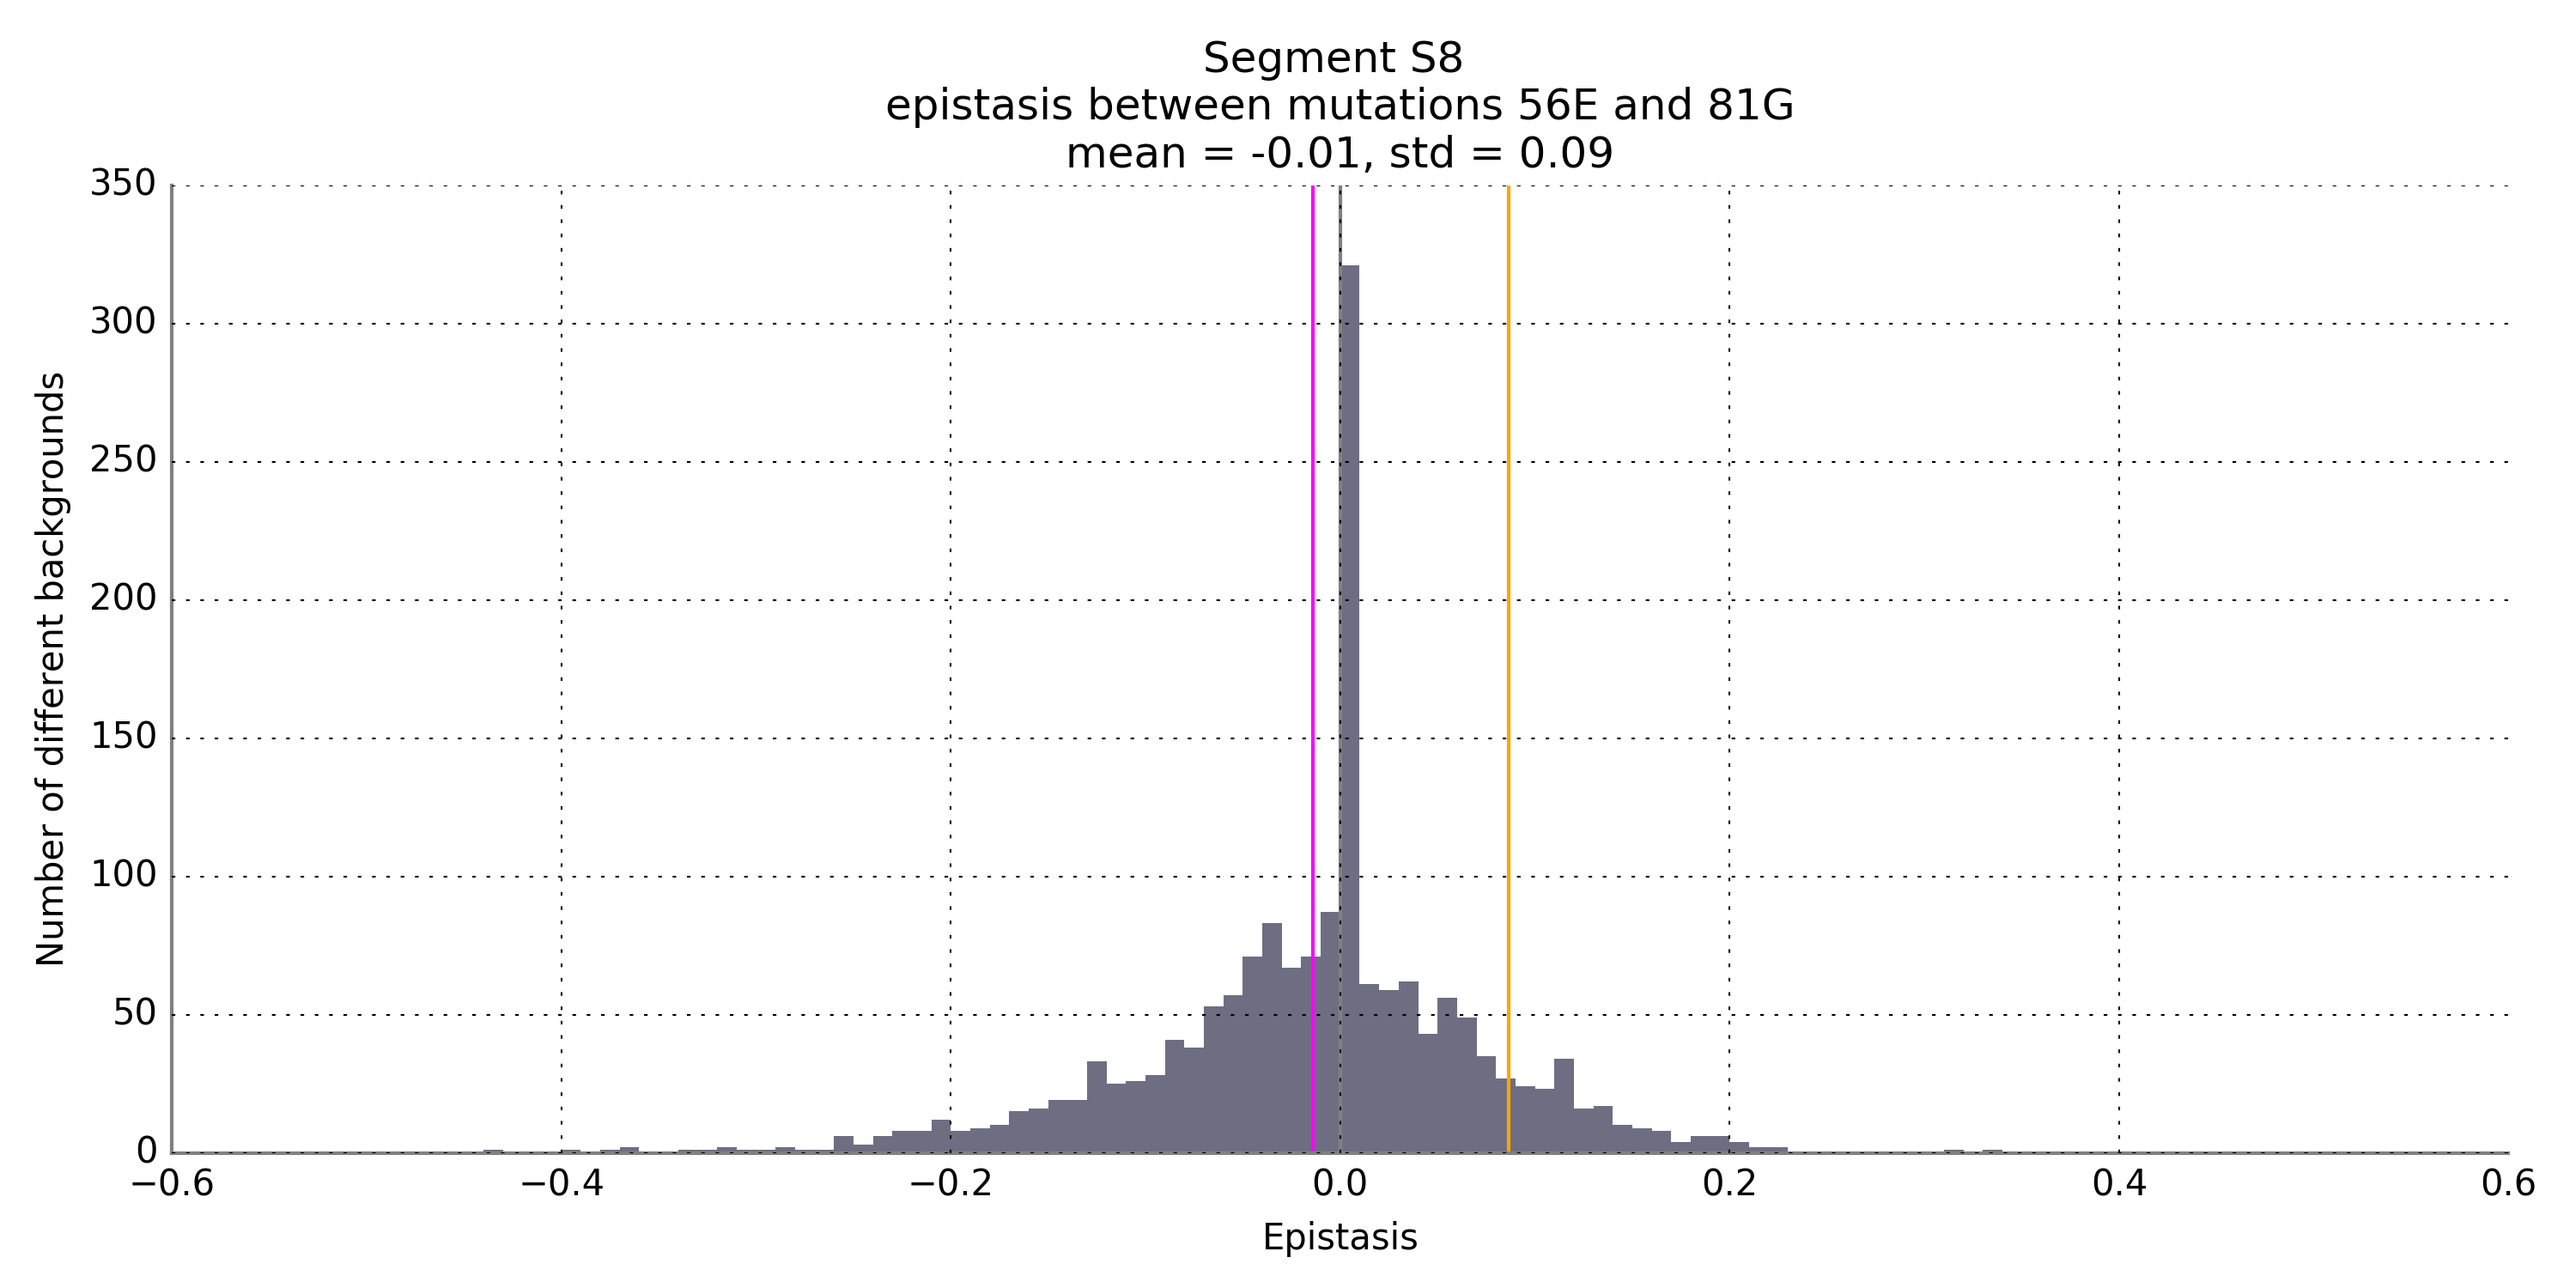 Segment S8
epistasis between mutations 56E and 81G
mean = -0.01, std = 0.09
350
300
250
200
150
100
50
0
Number of different backgrounds
−0.6 −0.4 −0.2 0.0 0.2 0.4 0.6
Epistasis